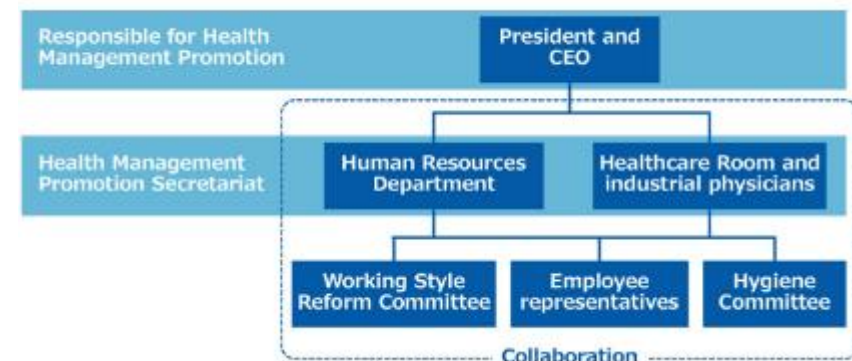 Responsible for Health
Management Promotion
President and
CEO
Health Management
Promotion Secretariat
Human Resources
Department
Healthcare Room and
industrial physicians
Working Style
Reform Committee
Employee
representatives
Hygiene
Committee
Collaboration